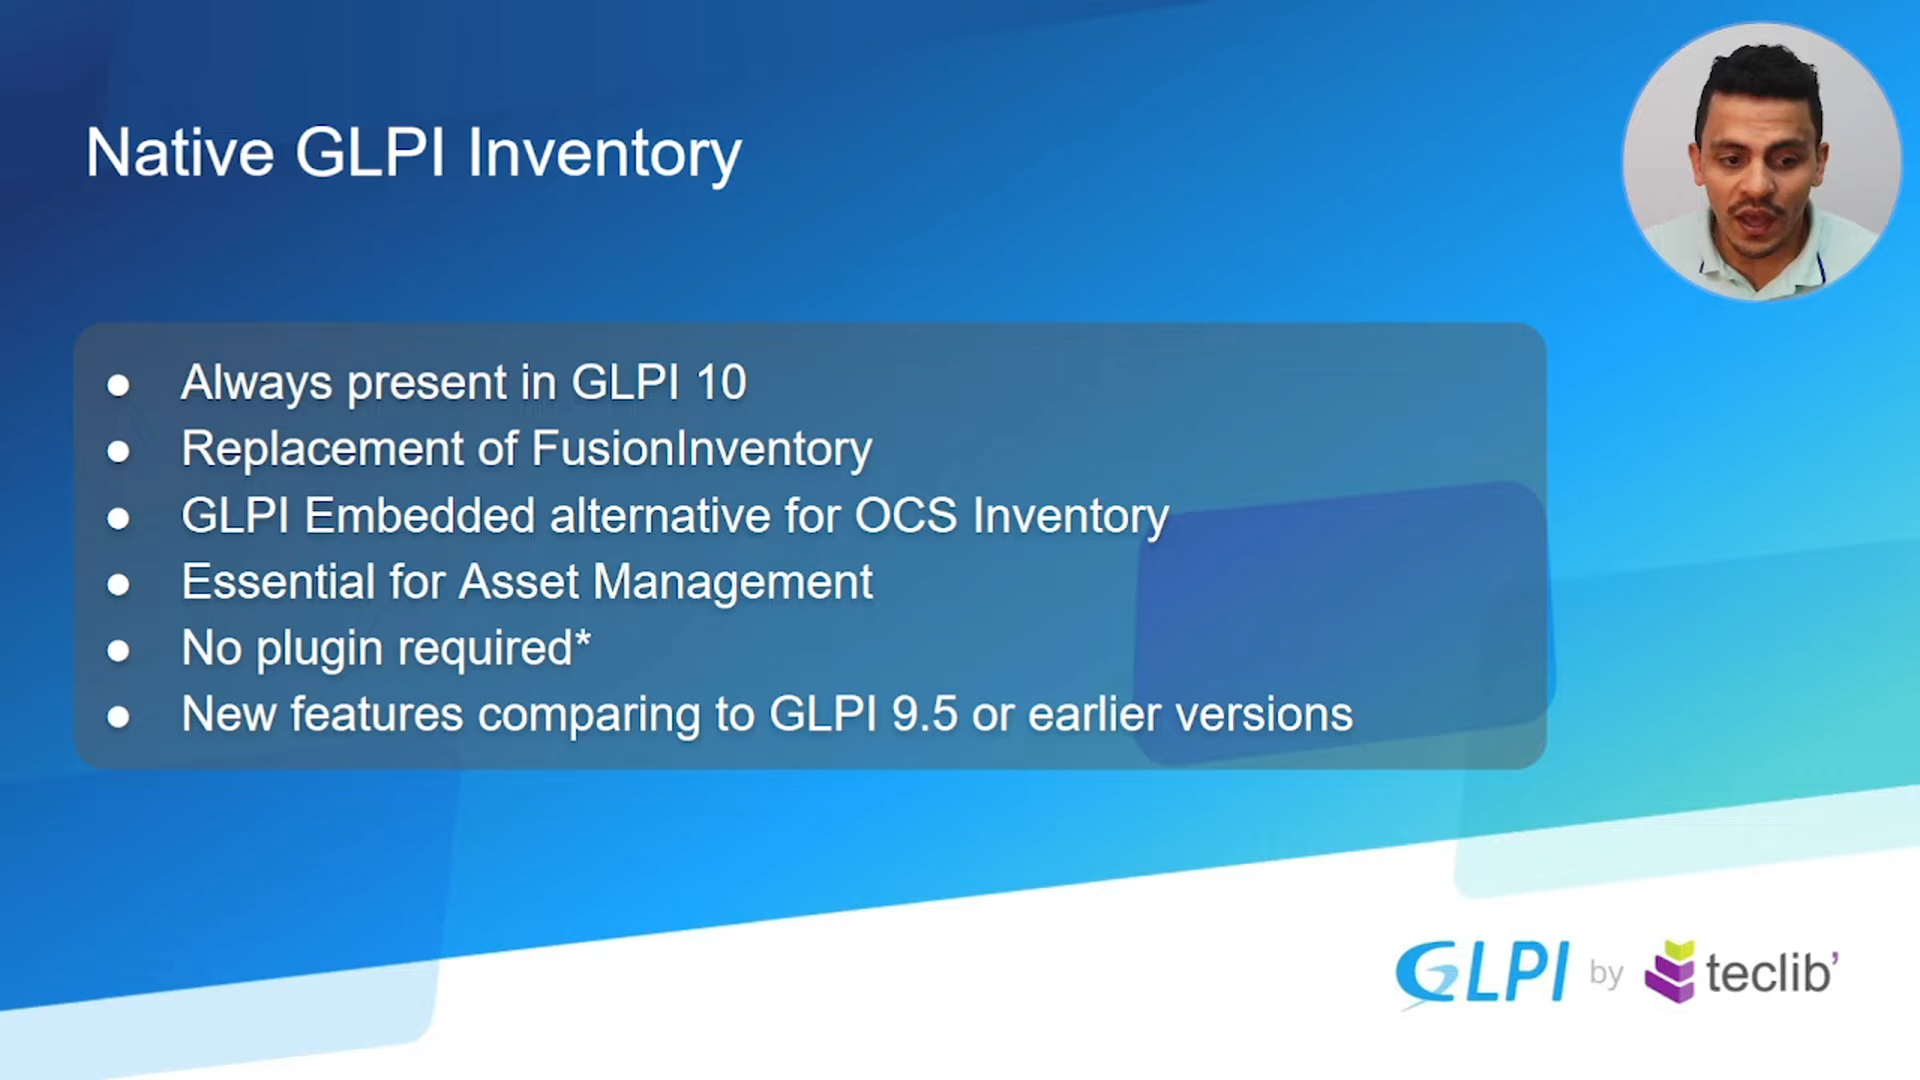 Native GLPI Inventory
● Always present in GLPI 10
● Replacement of FusionInventory
● GLPI Embedded alternative for OCS Inventory
● Essential for Asset Management
● No plugin required*
● New features comparing to GLPI 9.5 or earlier versions
GLPI by teclib'